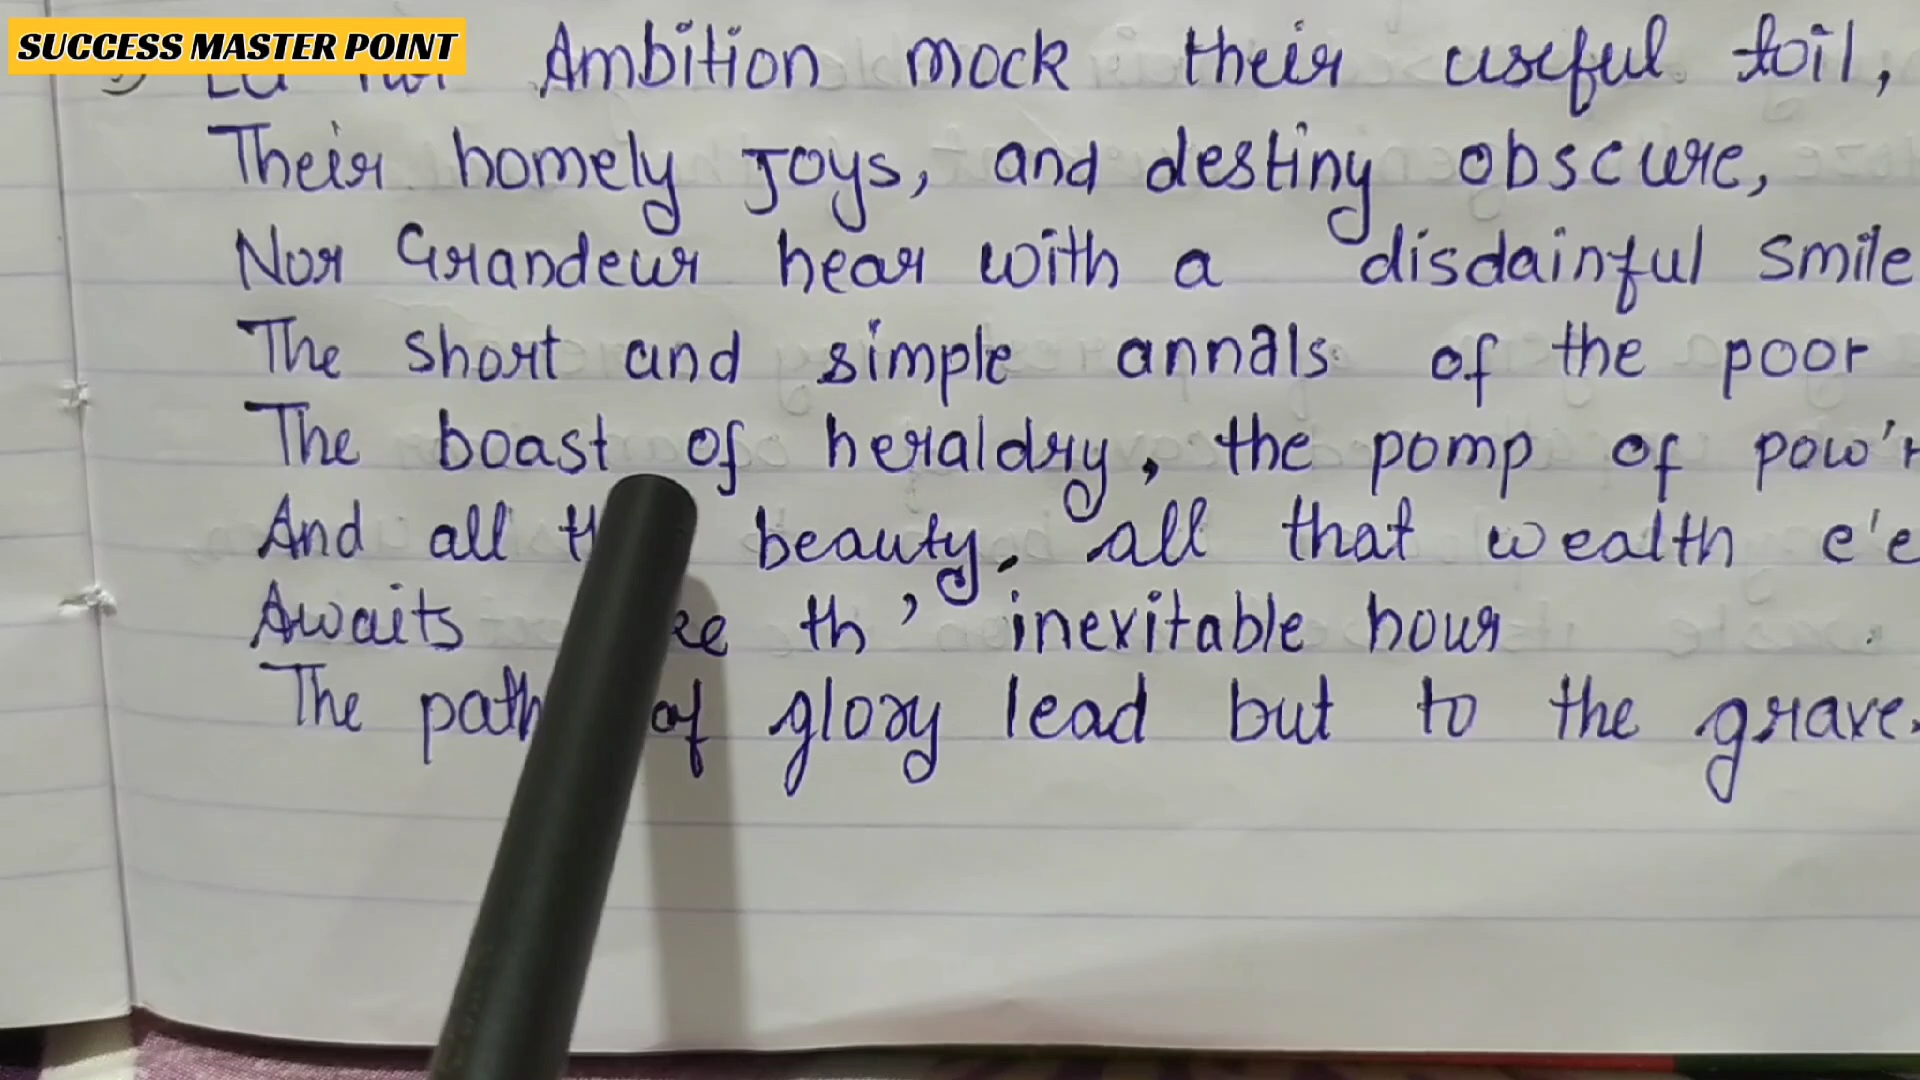 SUCCESS MASTER POINT
Ambition mock their useful toil,
Their homely Joys, and destiny obscure,
Nor Grandeur hear with a disdainful smile
The short and simple annals of the poor
The boast of heraldry, the pomp of pow'r
And all beauty, all that wealth e'e
Awaits th' inevitable hour
The path of glory lead but to the grave.